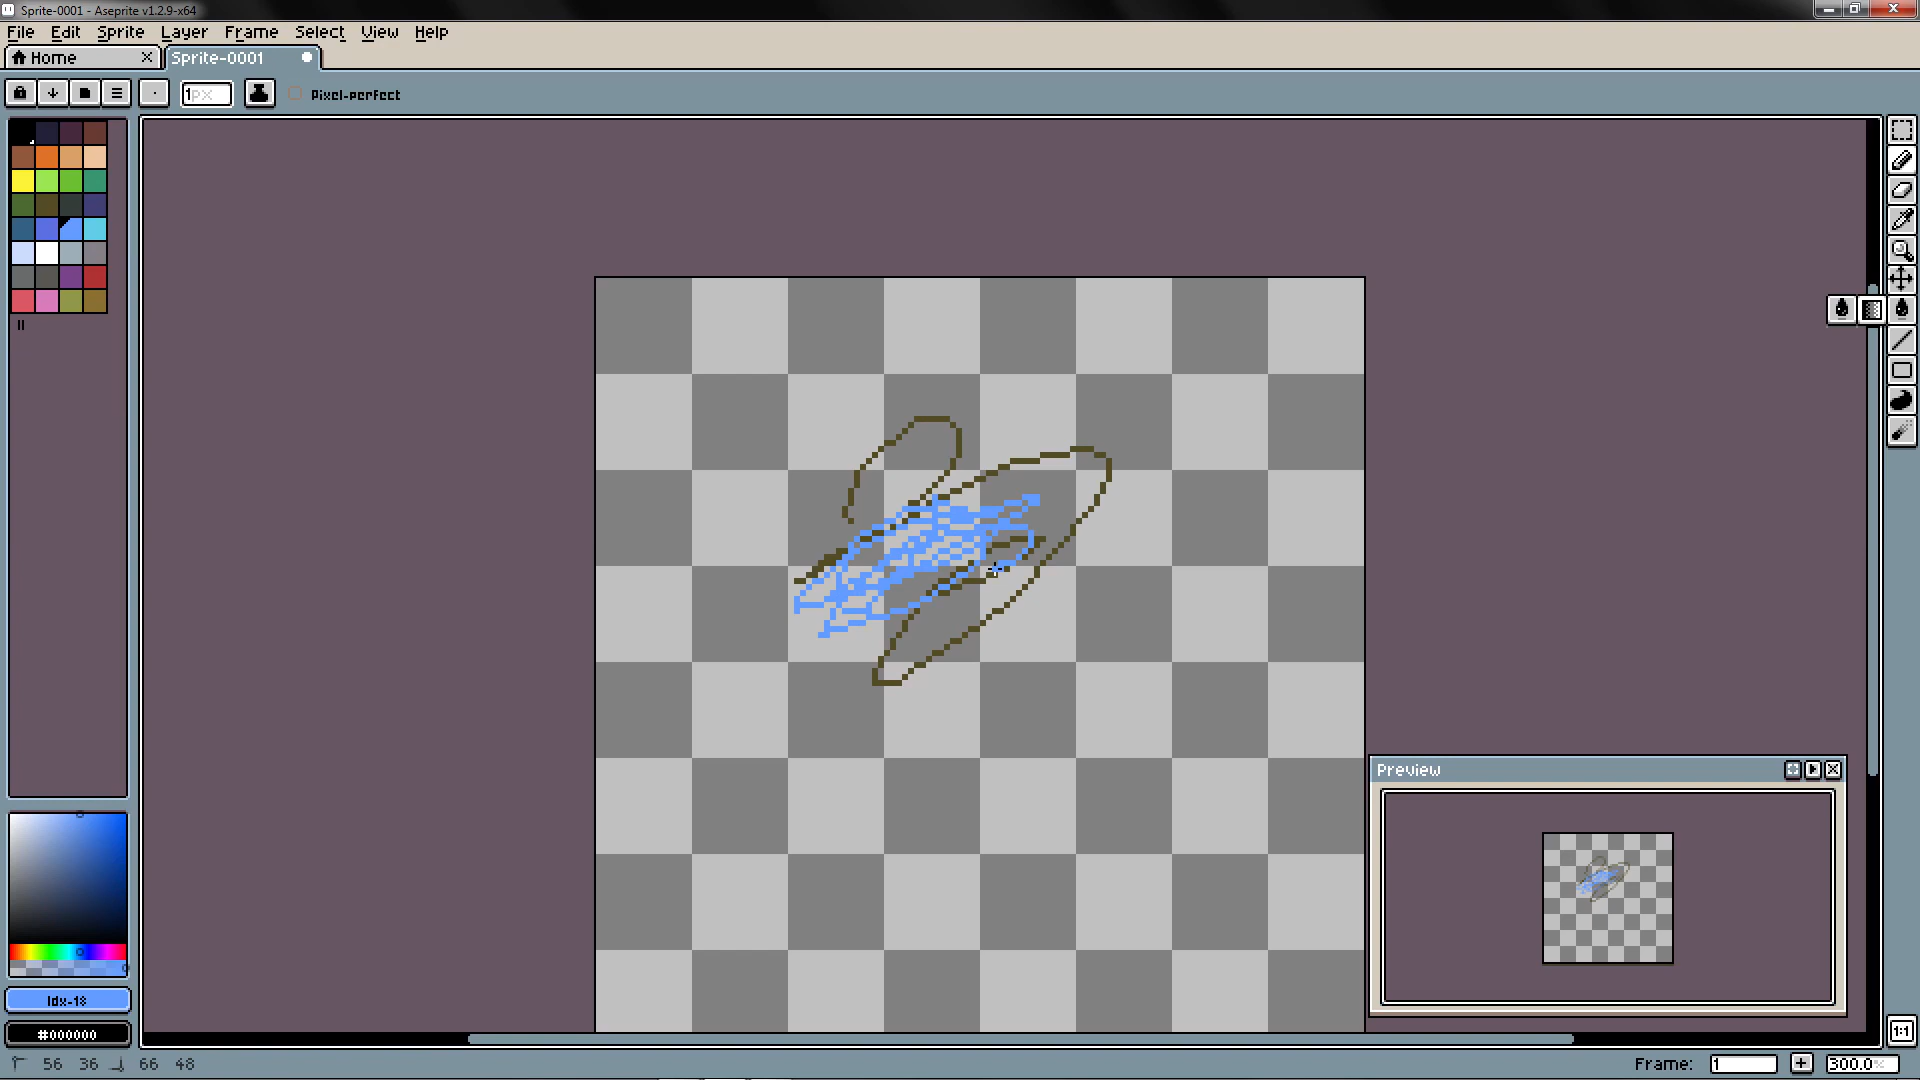 Sprite-0001 - Aseprite v1.2.9-x64
File Edit Sprite Layer Frame Select View Help
Home Sprite-0001
1px Pixel-perfect
Preview
Idx-18
#000000
56 36 66 48
Frame: 1 300.0%
1:1